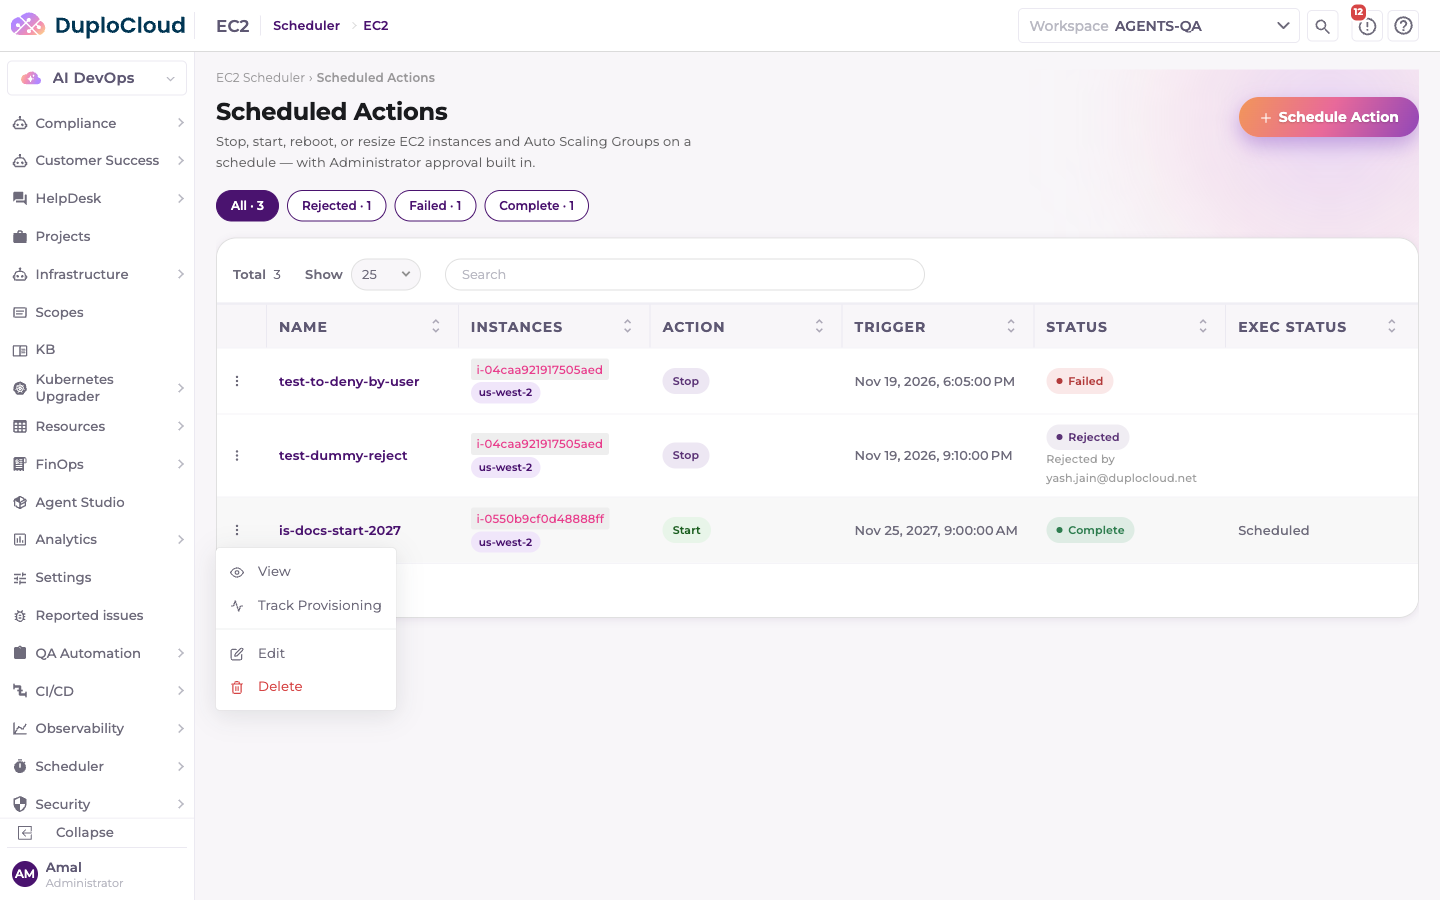 DuploCloud
EC2
Scheduler > EC2
Workspace AGENTS-QA
12
AI DevOps
Compliance
Customer Success
HelpDesk
Projects
Infrastructure
Scopes
KB
Kubernetes
Upgrader
Resources
FinOps
Agent Studio
Analytics
Settings
Reported issues
QA Automation
CI/CD
Observability
Scheduler
Security
Collapse
AM
Amal
Administrator
EC2 Scheduler › Scheduled Actions
Scheduled Actions
Stop, start, reboot, or resize EC2 instances and Auto Scaling Groups on a
schedule — with Administrator approval built in.
+ Schedule Action
All · 3
Rejected · 1
Failed · 1
Complete · 1
Total 3
Show 25
Search
NAME
INSTANCES
ACTION
TRIGGER
STATUS
EXEC STATUS
test-to-deny-by-user
i-04caa921917505aed
us-west-2
Stop
Nov 19, 2026, 6:05:00 PM
Failed
test-dummy-reject
i-04caa921917505aed
us-west-2
Stop
Nov 19, 2026, 9:10:00 PM
Rejected
Rejected by
yash.jain@duplocloud.net
is-docs-start-2027
i-0550b9cf0d48888ff
us-west-2
Start
Nov 25, 2027, 9:00:00 AM
Complete
Scheduled
View
Track Provisioning
Edit
Delete